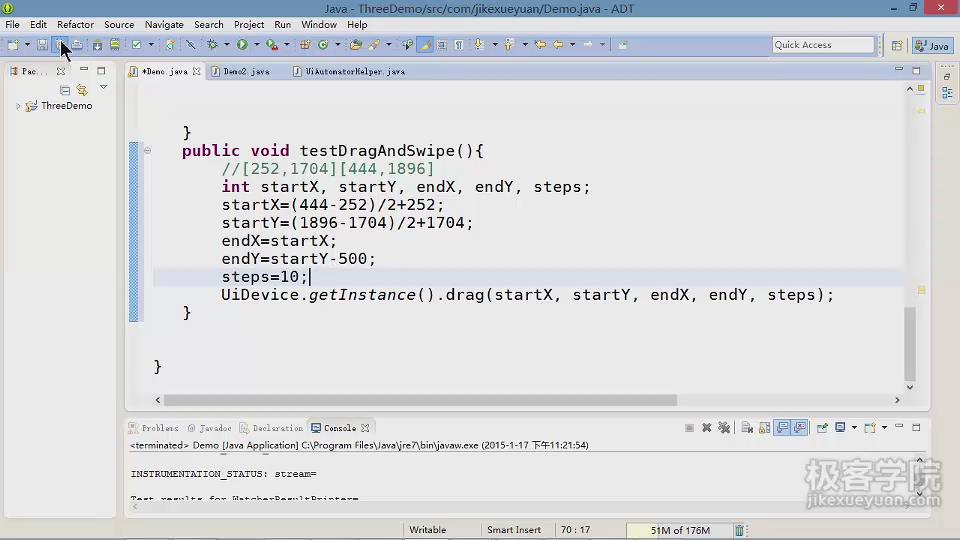 Java - ThreeDemo/src/com/jikexueyuan/Demo.java - ADT
File Edit Refactor Source Navigate Search Project Run Window Help
Quick Access
Java
Pac...
*Demo.java
Demo2.java
UiAutomatorHelper.java
ThreeDemo
}
public void testDragAndSwipe(){
//[252,1704][444,1896]
int startX, startY, endX, endY, steps;
startX=(444-252)/2+252;
startY=(1896-1704)/2+1704;
endX=startX;
endY=startY-500;
steps=10;
UiDevice.getInstance().drag(startX, startY, endX, endY, steps);
}
}
Problems @ Javadoc Declaration Console
<terminated> Demo [Java Application] C:\Program Files\Java\jre7\bin\javaw.exe (2015-1-17 下午11:21:54)
INSTRUMENTATION_STATUS: stream=
Test results for WatcherResultPrinter=
极客学院
jikexueyuan.com
Writable Smart Insert 70 : 17 51M of 176M